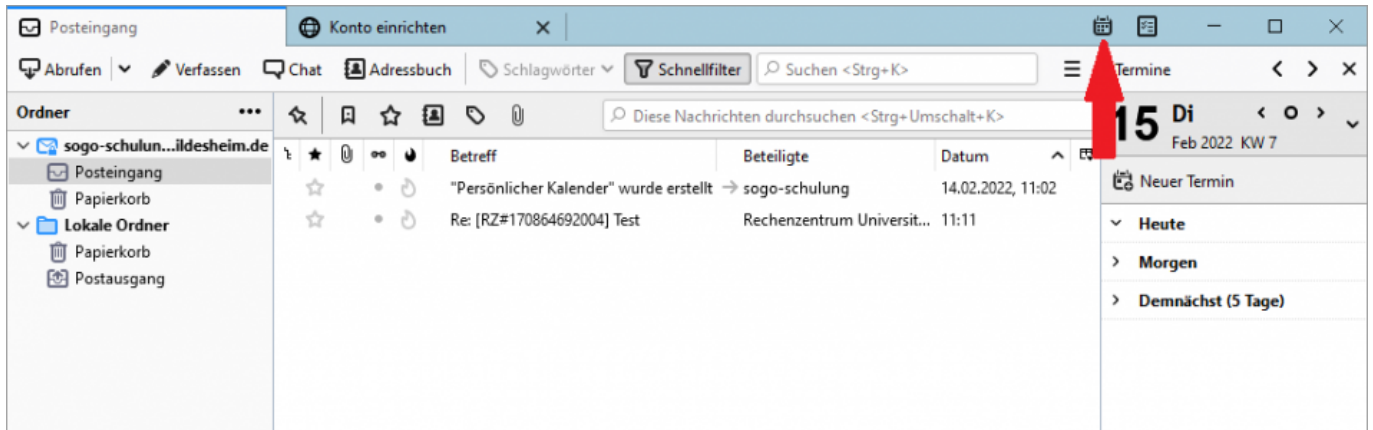 Posteingang Konto einrichten
Abrufen Verfassen Chat Adressbuch Schlagwörter Schnellfilter Suchen <Strg+K> Termine
Ordner Diese Nachrichten durchsuchen <Strg+Umschalt+K> 15 Di
Feb 2022 KW 7
sogo-schulun...ildesheim.de Betreff Beteiligte Datum
Posteingang "Persönlicher Kalender" wurde erstellt sogo-schulung 14.02.2022, 11:02 Neuer Termin
Papierkorb
Lokale Ordner Re: [RZ#170864692004] Test Rechenzentrum Universit... 11:11 Heute
Papierkorb Morgen
Postausgang
Demnächst (5 Tage)